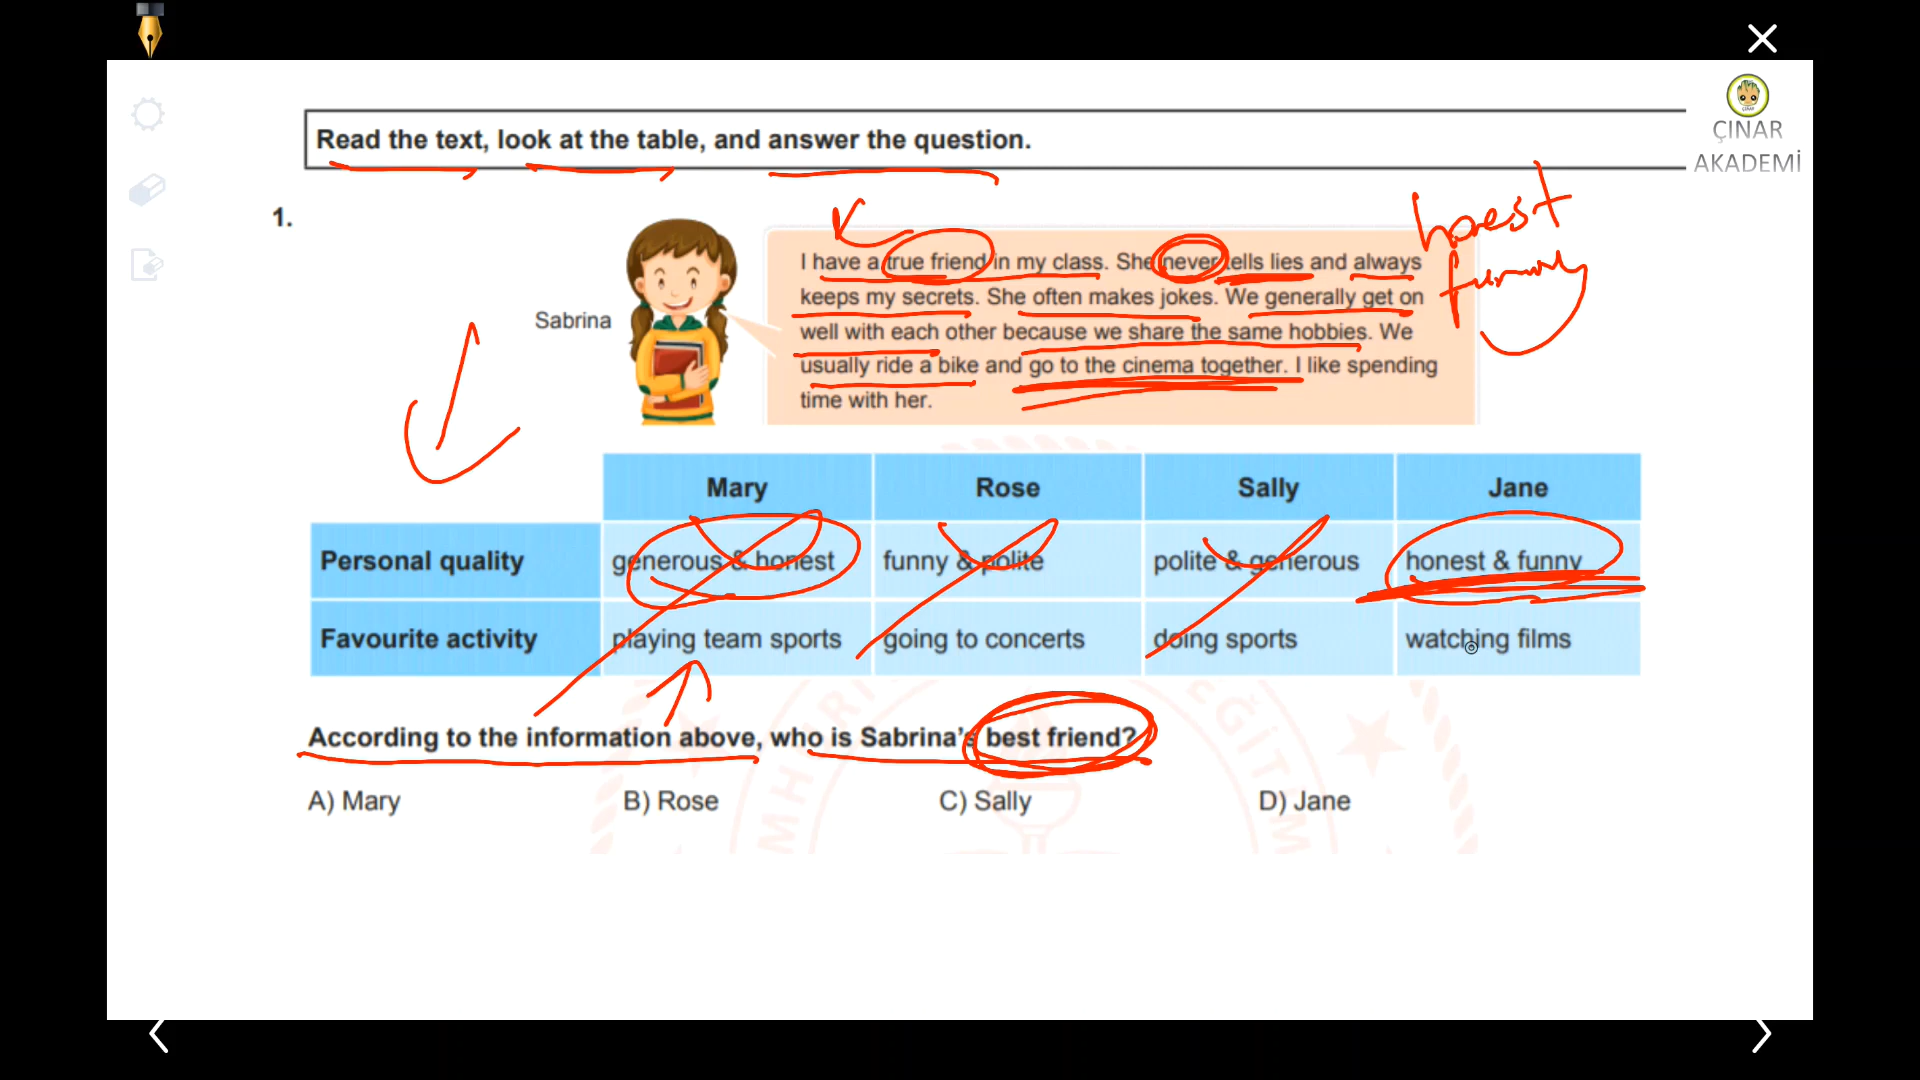 ÇINAR
AKADEMİ
Read the text, look at the table, and answer the question.
1.
honest
funny
Sabrina
I have a true friend in my class. She never tells lies and always
keeps my secrets. She often makes jokes. We generally get on
well with each other because we share the same hobbies. We
usually ride a bike and go to the cinema together. I like spending
time with her.
Mary Rose Sally Jane
Personal quality generous & honest funny & polite polite & generous honest & funny
Favourite activity playing team sports going to concerts doing sports watching films
According to the information above, who is Sabrina's best friend?
A) Mary B) Rose C) Sally D) Jane